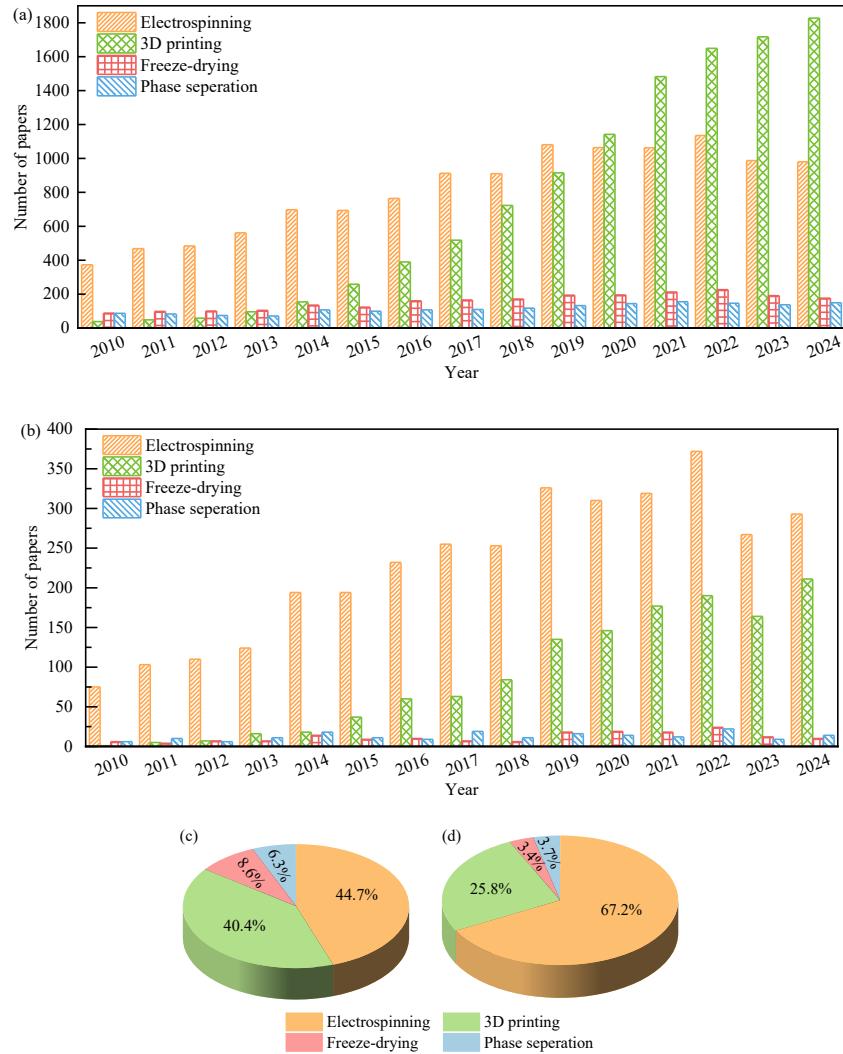 (a)
Electrospinning
3D printing
Freeze-drying
Phase seperation
Number of papers
1800
1600
1400
1200
1000
800
600
400
200
0
2010 2011 2012 2013 2014 2015 2016 2017 2018 2019 2020 2021 2022 2023 2024
Year
(b)
Electrospinning
3D printing
Freeze-drying
Phase seperation
Number of papers
400
350
300
250
200
150
100
50
0
2010 2011 2012 2013 2014 2015 2016 2017 2018 2019 2020 2021 2022 2023 2024
Year
(c)
6.3%
8.6%
44.7%
40.4%
(d)
3.7%
3.4%
25.8%
67.2%
Electrospinning 3D printing
Freeze-drying Phase seperation